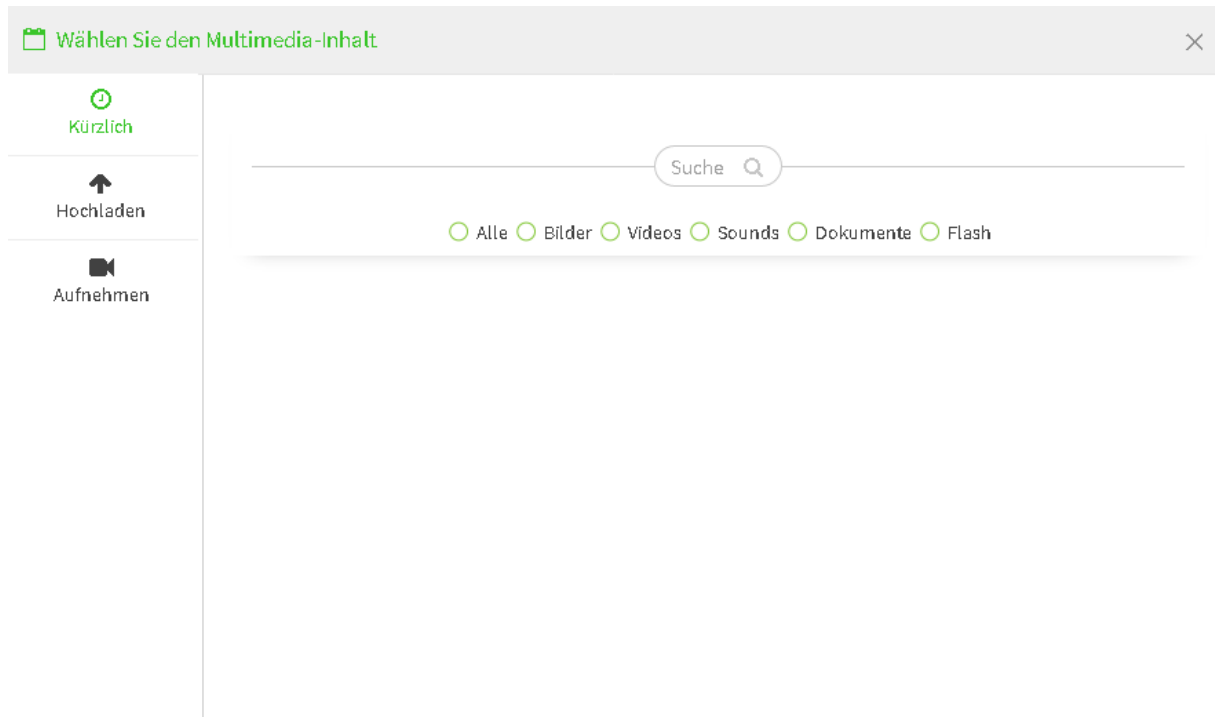 Wählen Sie den Multimedia-Inhalt
Kürzlich
Hochladen
Aufnehmen
Suche
Alle Bilder Videos Sounds Dokumente Flash